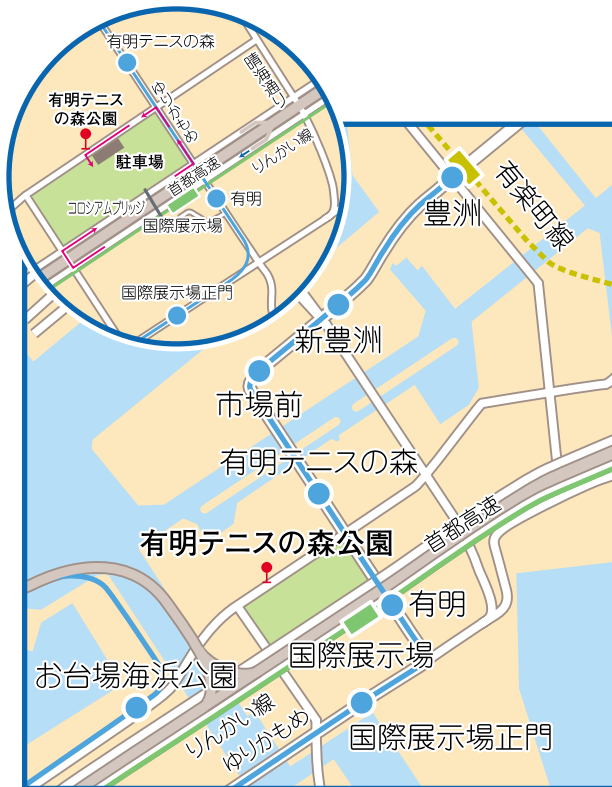 有明テニスの森
ゆりかもめ
晴海通り
有明テニス
の森公園
駐車場
首都高速
りんかい線
コロシアムブリッジ
有明
国際展示場
国際展示場正門
有楽町線
豊洲
新豊洲
市場前
有明テニスの森
首都高速
有明テニスの森公園
有明
国際展示場
お台場海浜公園
りんかい線
ゆりかもめ
国際展示場正門